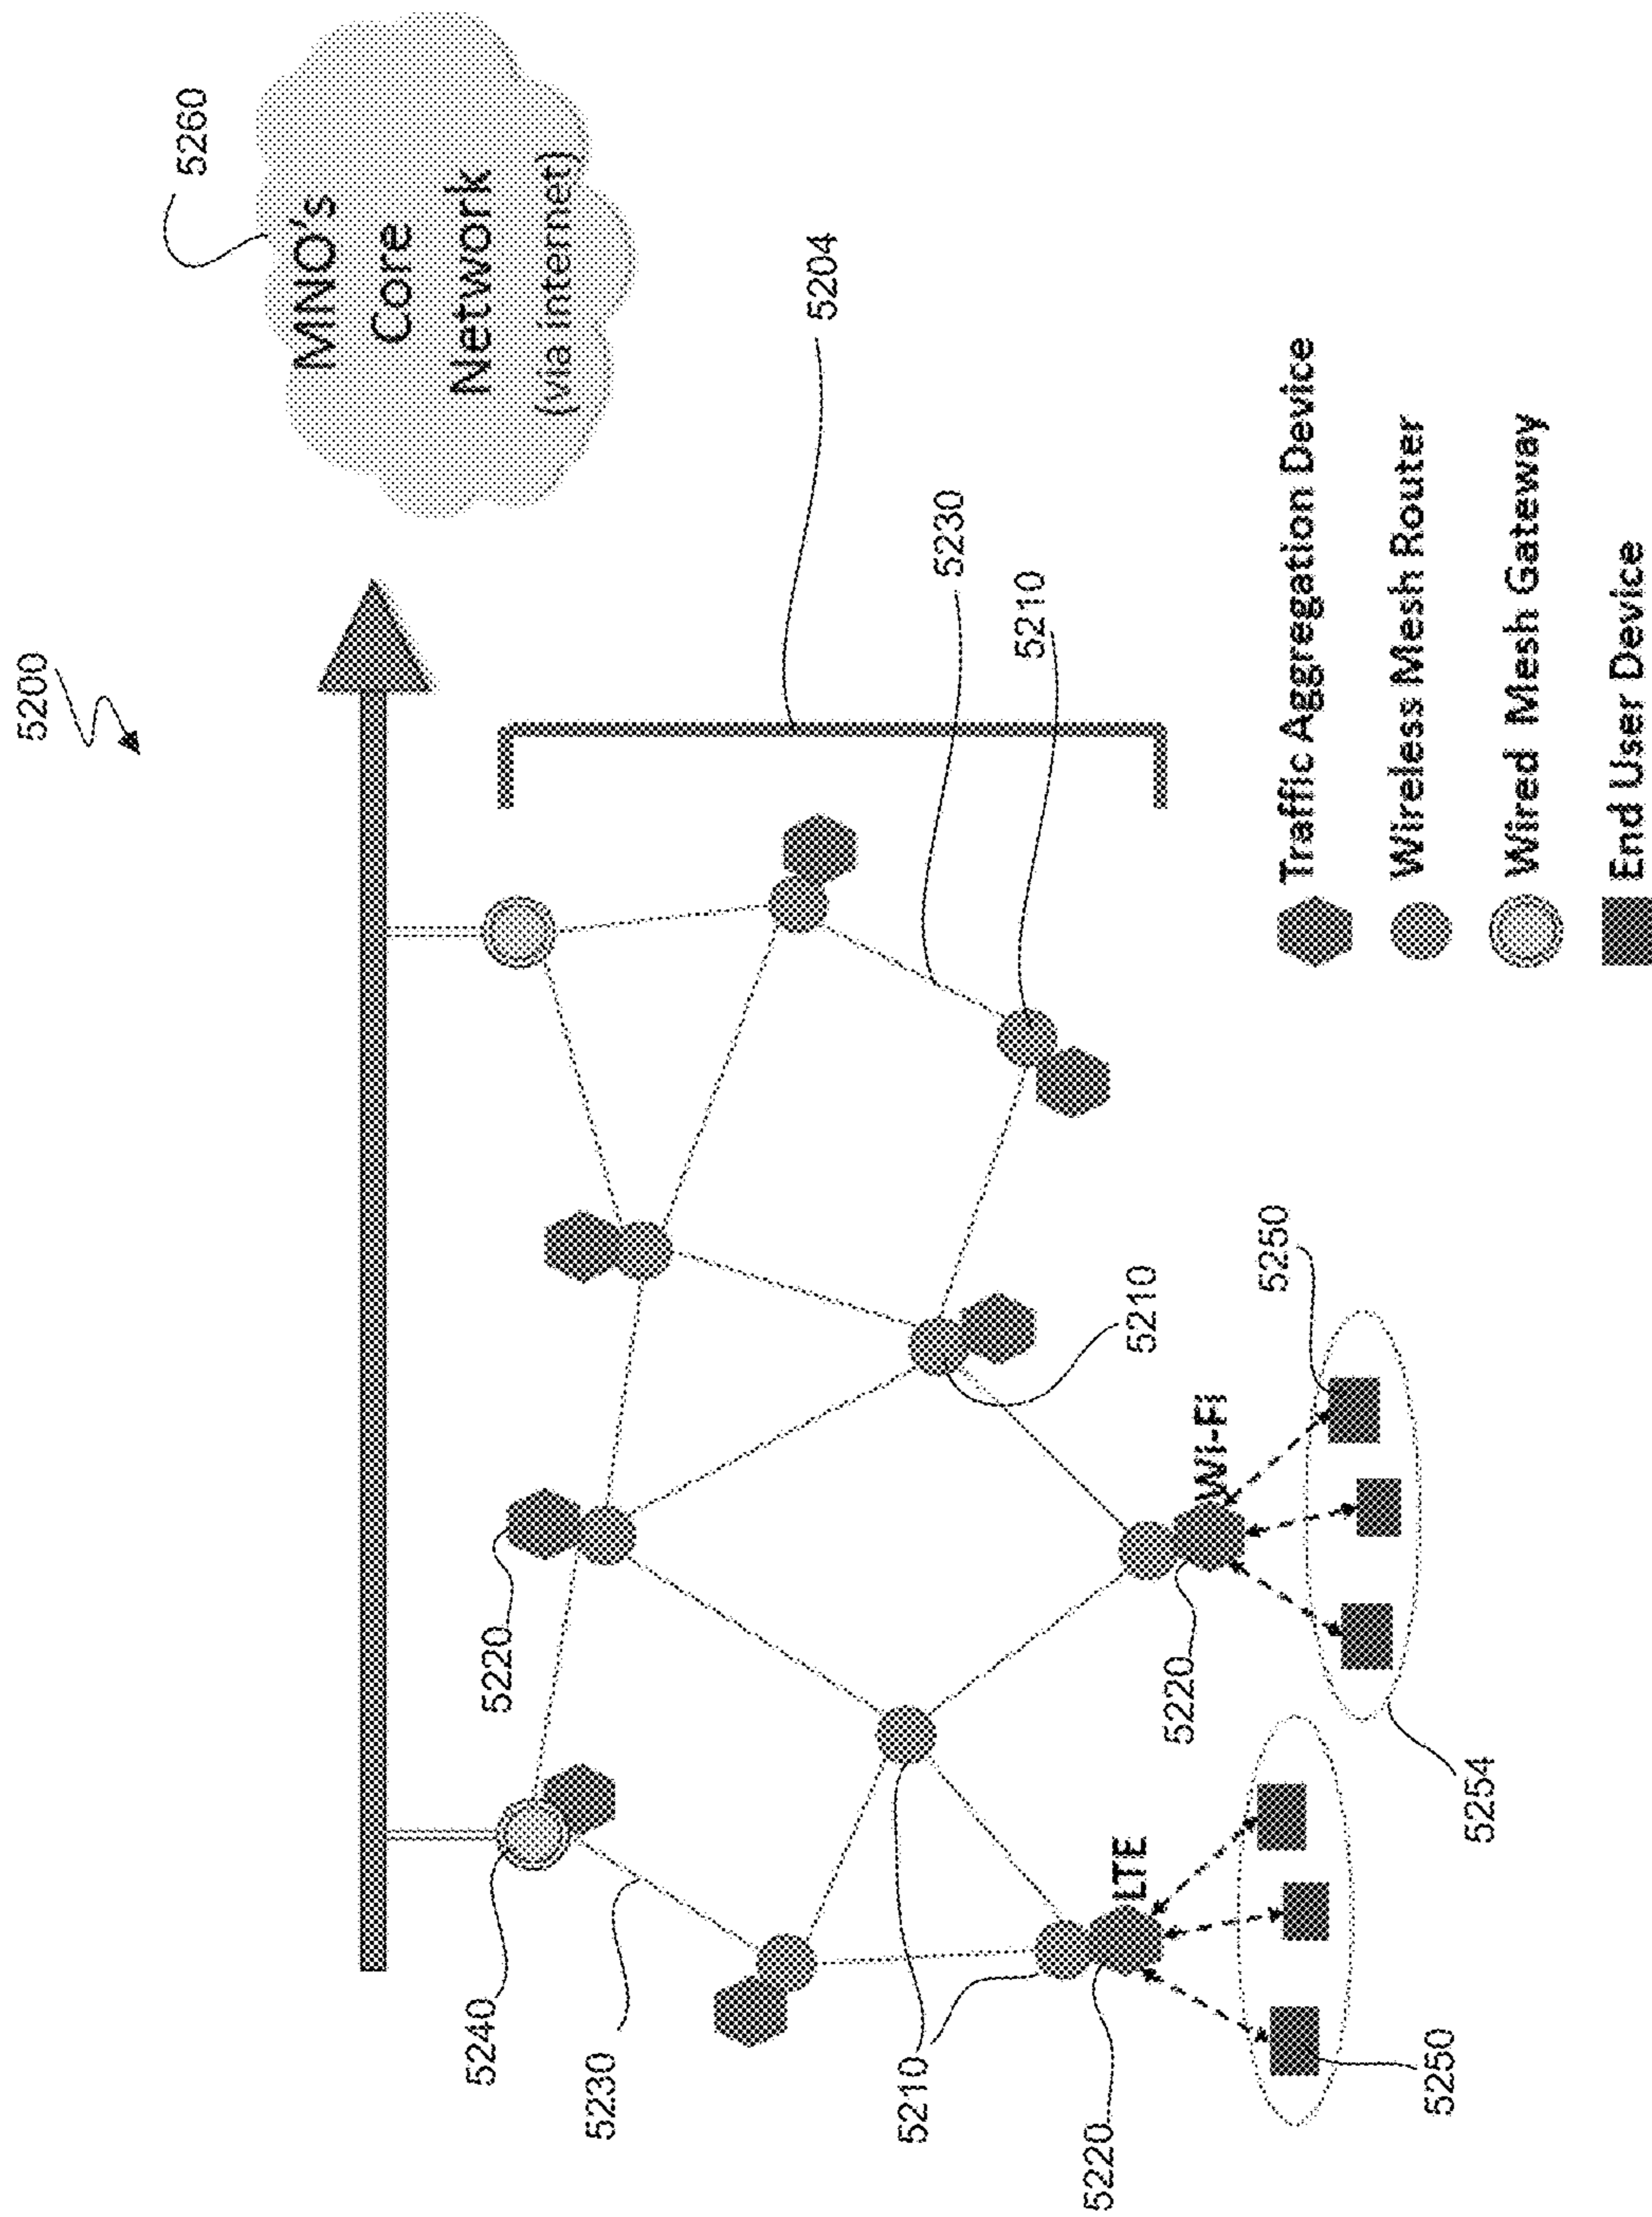 5200
5260
MNO's
Core
Network
(via internet)
5204
5230
5210
5240
5230
5220
5210
5210
LTE
5220
Wi-Fi
5220
5250
5250
5254
Traffic Aggregation Device
Wireless Mesh Router
Wired Mesh Gateway
End User Device